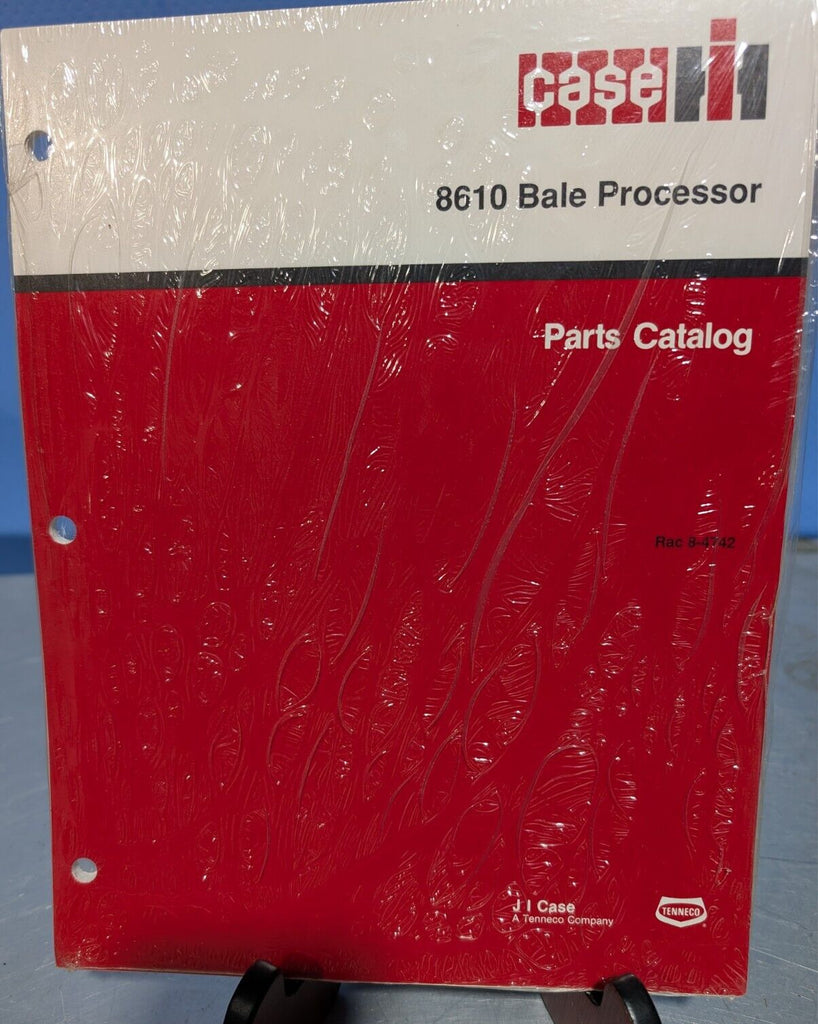 case IH
8610 Bale Processor
Parts Catalog
Rac 8-4742
J I Case
A Tenneco Company
TENNECO